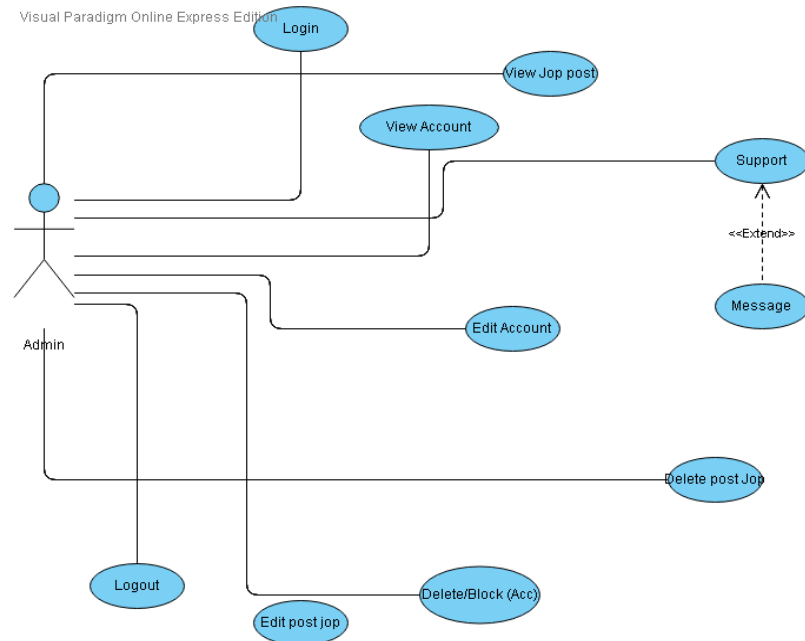 Visual Paradigm Online Express Edition
Login
View Jop post
View Account
Support
<<Extend>>
Message
Edit Account
Admin
Delete post Jop
Logout
Delete/Block (Acc)
Edit post jop